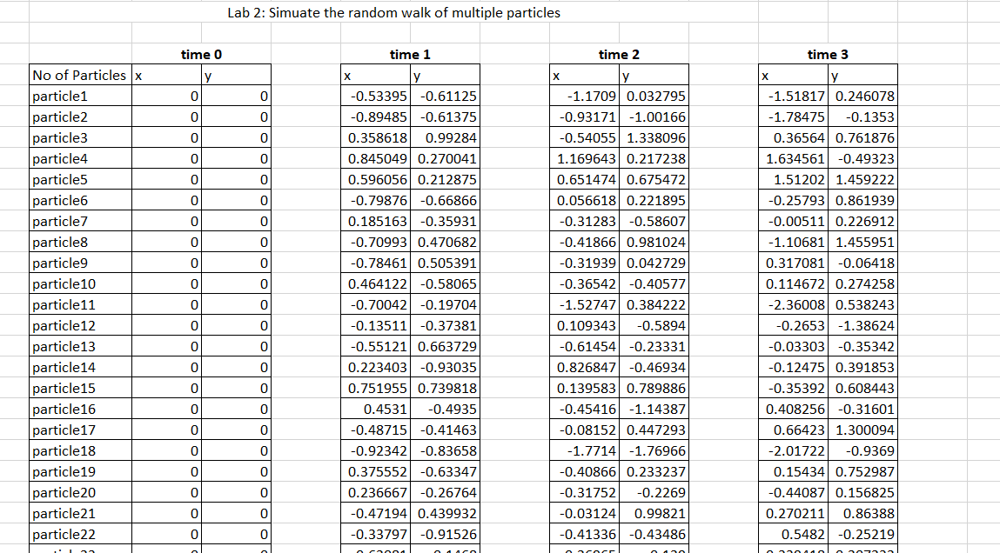 Lab 2: Simuate the random walk of multiple particles
time 0 time 1 time 2 time 3
No of Particles x y x y x y x y
particle1 0 0 -0.53395 -0.61125 -1.1709 0.032795 -1.51817 0.246078
particle2 0 0 -0.89485 -0.61375 -0.93171 -1.00166 -1.78475 -0.1353
particle3 0 0 0.358618 0.99284 -0.54055 1.338096 0.36564 0.761876
particle4 0 0 0.845049 0.270041 1.169643 0.217238 1.634561 -0.49323
particle5 0 0 0.596056 0.212875 0.651474 0.675472 1.51202 1.459222
particle6 0 0 -0.79876 -0.66866 0.056618 0.221895 -0.25793 0.861939
particle7 0 0 0.185163 -0.35931 -0.31283 -0.58607 -0.00511 0.226912
particle8 0 0 -0.70993 0.470682 -0.41866 0.981024 -1.10681 1.455951
particle9 0 0 -0.78461 0.505391 -0.31939 0.042729 0.317081 -0.06418
particle10 0 0 0.464122 -0.58065 -0.36542 -0.40577 0.114672 0.274258
particle11 0 0 -0.70042 -0.19704 -1.52747 0.384222 -2.36008 0.538243
particle12 0 0 -0.13511 -0.37381 0.109343 -0.5894 -0.2653 -1.38624
particle13 0 0 -0.55121 0.663729 -0.61454 -0.23331 -0.03303 -0.35342
particle14 0 0 0.223403 -0.93035 0.826847 -0.46934 -0.12475 0.391853
particle15 0 0 0.751955 0.739818 0.139583 0.789886 -0.35392 0.608443
particle16 0 0 0.4531 -0.4935 -0.45416 -1.14387 0.408256 -0.31601
particle17 0 0 -0.48715 -0.41463 -0.08152 0.447293 0.66423 1.300094
particle18 0 0 -0.92342 -0.83658 -1.7714 -1.76966 -2.01722 -0.9369
particle19 0 0 0.375552 -0.63347 -0.40866 0.233237 0.15434 0.752987
particle20 0 0 0.236667 -0.26764 -0.31752 -0.2269 -0.44087 0.156825
particle21 0 0 -0.47194 0.439932 -0.03124 0.99821 0.270211 0.86388
particle22 0 0 -0.33797 -0.91526 -0.41336 -0.43486 0.5482 -0.25219